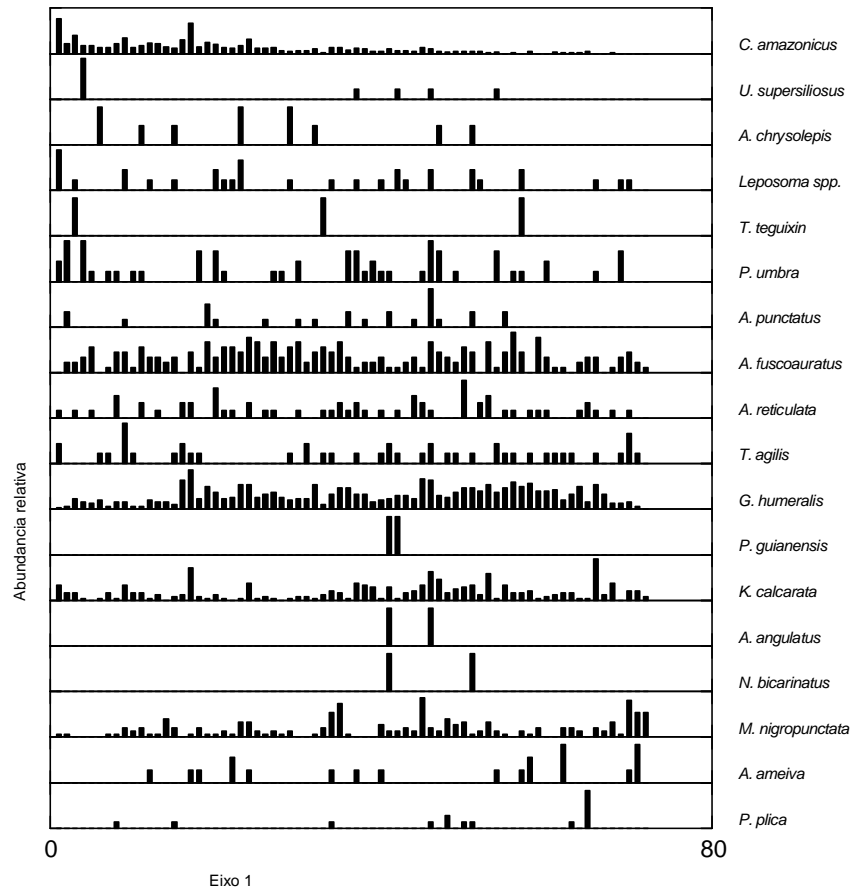 C. amazonicus
U. supersiliosus
A. chrysolepis
Leposoma spp.
T. teguixin
P. umbra
A. punctatus
A. fuscoauratus
A. reticulata
T. agilis
G. humeralis
P. guianensis
K. calcarata
A. angulatus
N. bicarinatus
M. nigropunctata
A. ameiva
P. plica
Abundancia relativa
0 80
Eixo 1